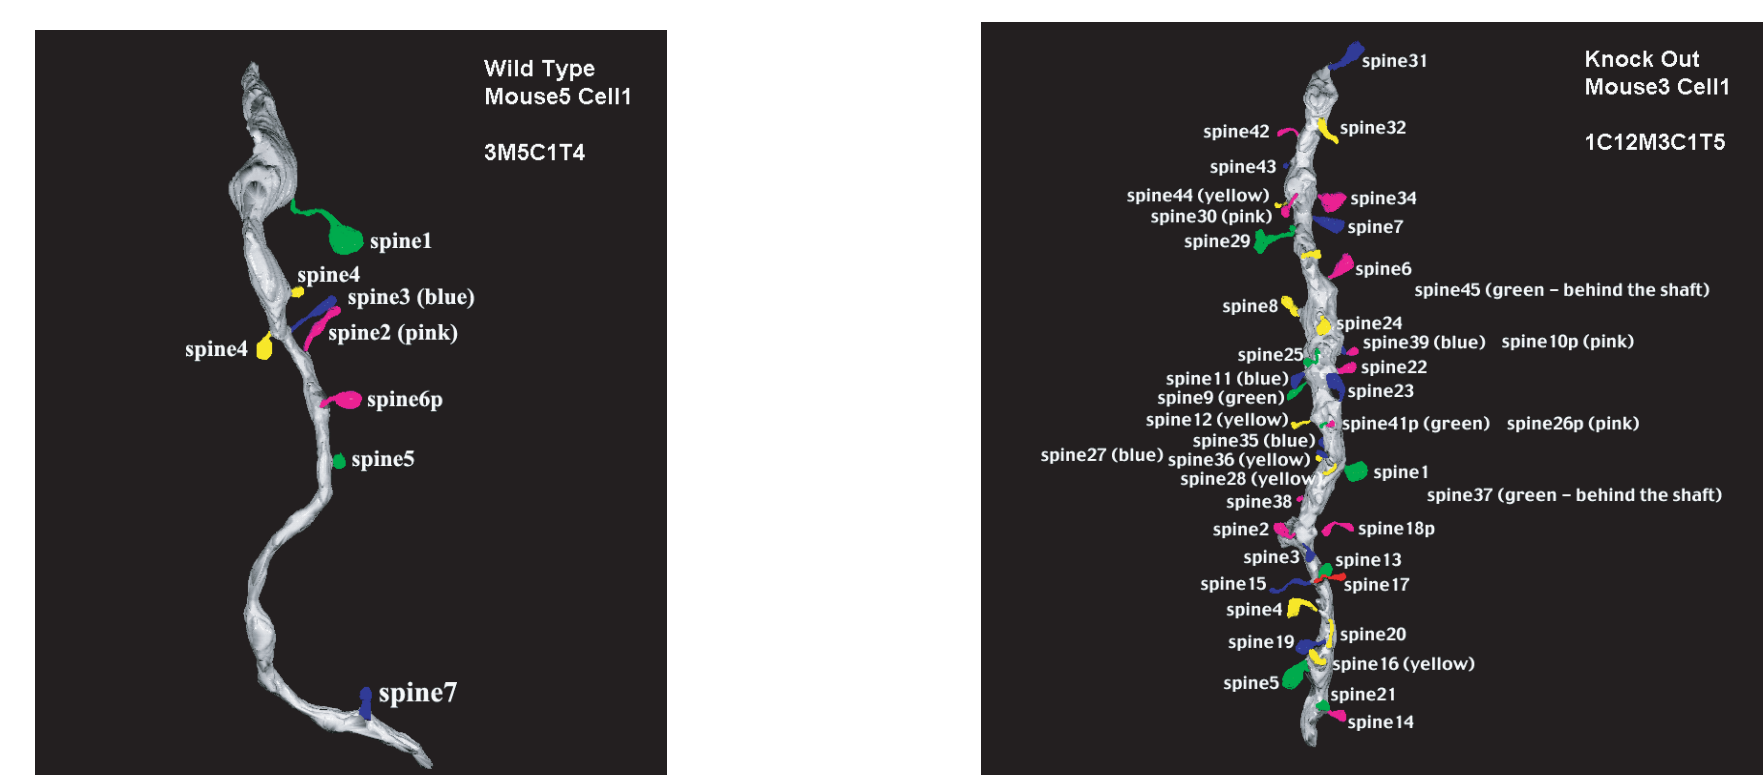 Wild Type
Mouse5 Cell1
3M5C1T4
spine1
spine4
spine3 (blue)
spine2 (pink)
spine4
spine6p
spine5
spine7
Knock Out
Mouse3 Cell1
1C12M3C1T5
spine31
spine42
spine32
spine43
spine44 (yellow)
spine34
spine30 (pink)
spine7
spine29
spine6
spine45 (green – behind the shaft)
spine8
spine24
spine39 (blue) spine10p (pink)
spine25
spine22
spine11 (blue)
spine23
spine9 (green)
spine12 (yellow)
spine41p (green) spine26p (pink)
spine35 (blue)
spine27 (blue) spine36 (yellow)
spine28 (yellow)
spine1
spine37 (green – behind the shaft)
spine38
spine2
spine18p
spine3
spine13
spine15
spine17
spine4
spine20
spine19
spine16 (yellow)
spine5
spine21
spine14